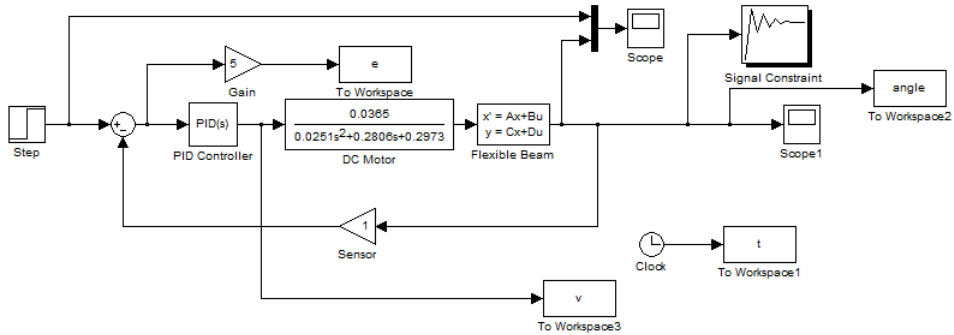 Scope
Signal Constraint
5
Gain
e
To Workspace
angle
To Workspace2
Step
PID(s)
PID Controller
0.0365
0.0251s²+0.2806s+0.2973
DC Motor
x' = Ax+Bu
y = Cx+Du
Flexible Beam
Scope1
1
Sensor
Clock
t
To Workspace1
v
To Workspace3